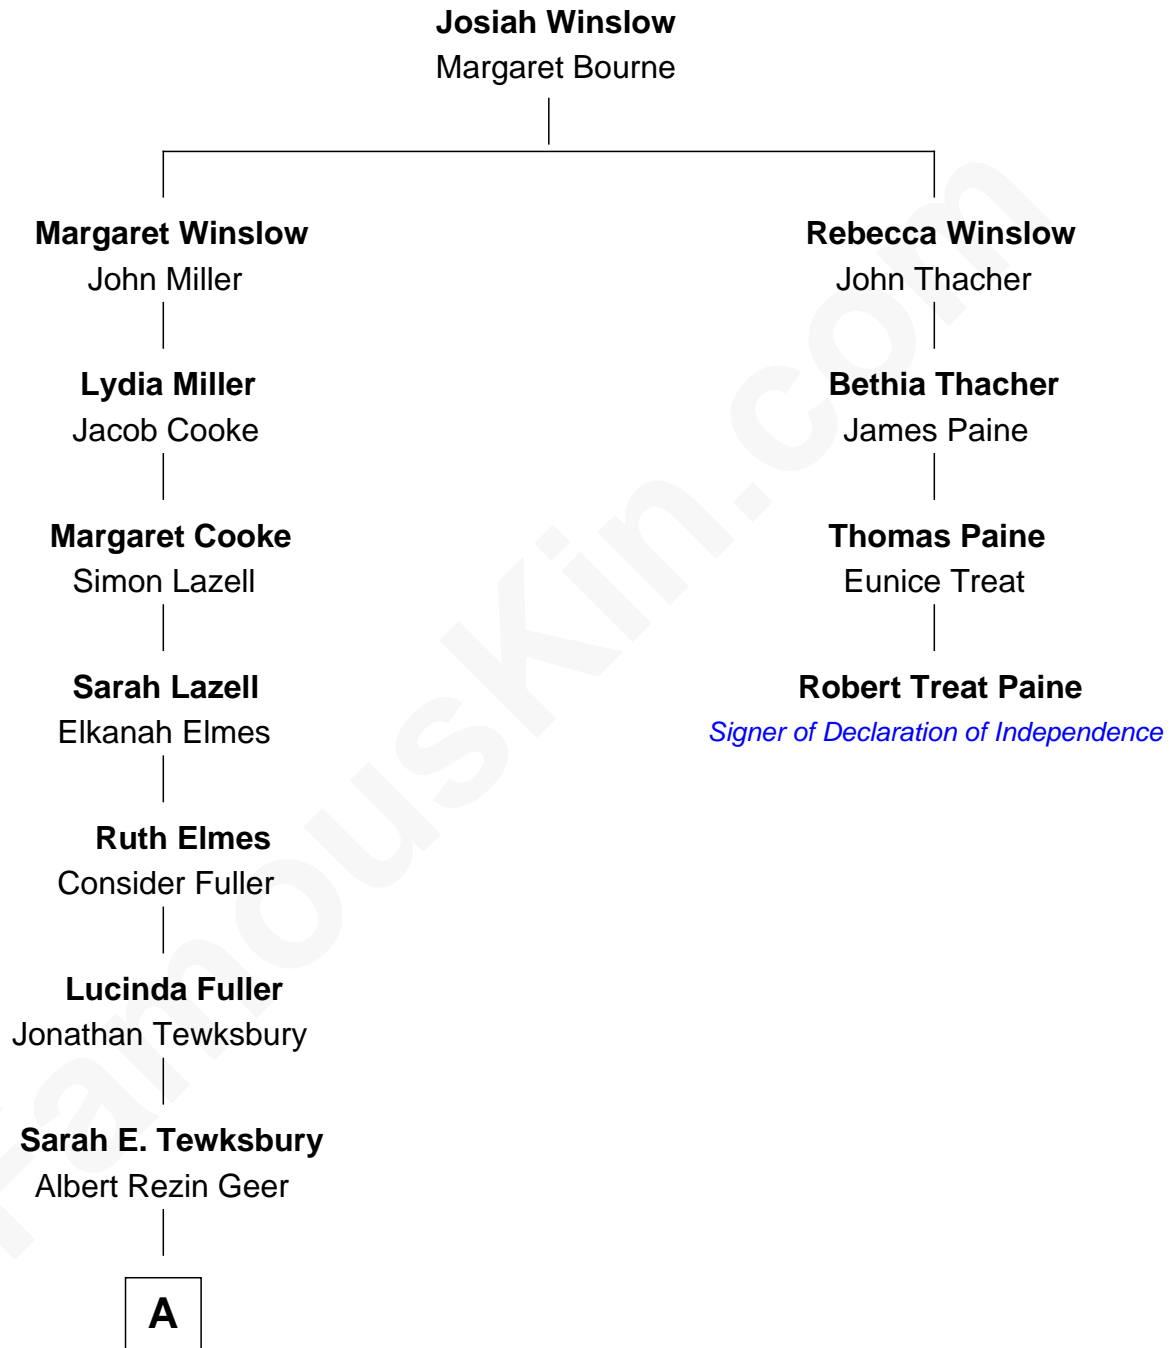 Josiah Winslow
Margaret Bourne
Margaret Winslow
John Miller
Rebecca Winslow
John Thacher
Lydia Miller
Jacob Cooke
Bethia Thacher
James Paine
Margaret Cooke
Simon Lazell
Thomas Paine
Eunice Treat
Sarah Lazell
Elkanah Elmes
Robert Treat Paine
Signer of Declaration of Independence
Ruth Elmes
Consider Fuller
Lucinda Fuller
Jonathan Tewksbury
Sarah E. Tewksbury
Albert Rezin Geer
A
FamousKin.com